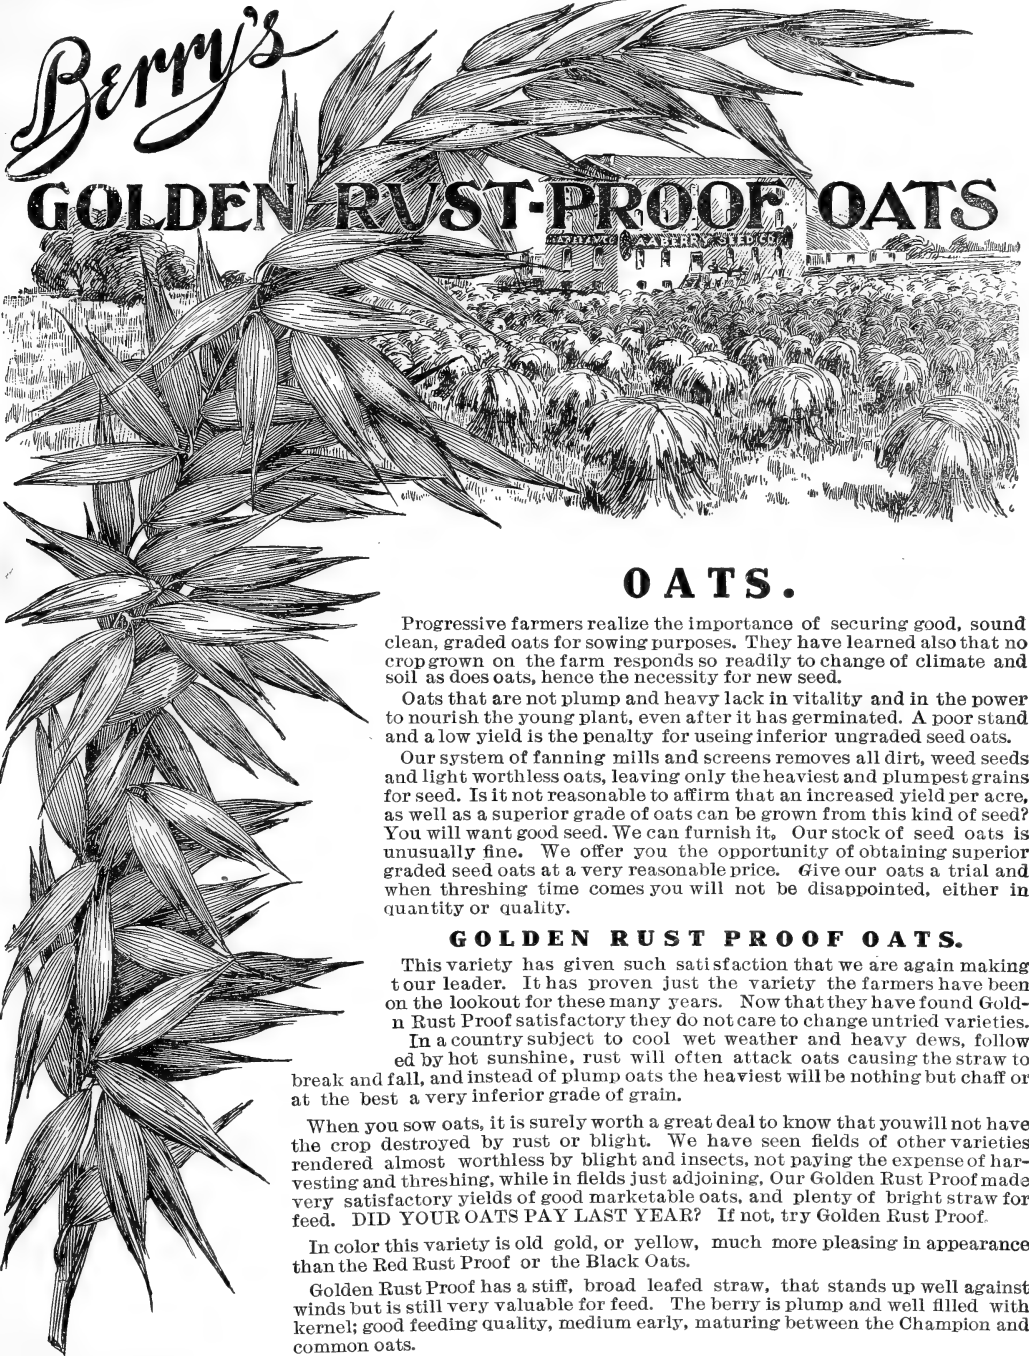 Berry's
GOLDEN RUST-PROOF OATS
A.A. BERRY SEED CO.
OATS.
Progressive farmers realize the importance of securing good, sound
clean, graded oats for sowing purposes. They have learned also that no
crop grown on the farm responds so readily to change of climate and
soil as does oats, hence the necessity for new seed.
Oats that are not plump and heavy lack in vitality and in the power
to nourish the young plant, even after it has germinated. A poor stand
and a low yield is the penalty for useing inferior ungraded seed oats.
Our system of fanning mills and screens removes all dirt, weed seeds
and light worthless oats, leaving only the heaviest and plumpest grains
for seed. Is it not reasonable to affirm that an increased yield per acre,
as well as a superior grade of oats can be grown from this kind of seed?
You will want good seed. We can furnish it, Our stock of seed oats is
unusually fine. We offer you the opportunity of obtaining superior
graded seed oats at a very reasonable price. Give our oats a trial and
when threshing time comes you will not be disappointed, either in
quantity or quality.
GOLDEN RUST PROOF OATS.
This variety has given such satisfaction that we are again making
t our leader. It has proven just the variety the farmers have been
on the lookout for these many years. Now that they have found Gold-
n Rust Proof satisfactory they do not care to change untried varieties.
In a country subject to cool wet weather and heavy dews, follow
ed by hot sunshine, rust will often attack oats causing the straw to
break and fall, and instead of plump oats the heaviest will be nothing but chaff or
at the best a very inferior grade of grain.
When you sow oats, it is surely worth a great deal to know that you will not have
the crop destroyed by rust or blight. We have seen fields of other varieties
rendered almost worthless by blight and insects, not paying the expense of har-
vesting and threshing, while in fields just adjoining, Our Golden Rust Proof made
very satisfactory yields of good marketable oats, and plenty of bright straw for
feed. DID YOUR OATS PAY LAST YEAR? If not, try Golden Rust Proof.
In color this variety is old gold, or yellow, much more pleasing in appearance
than the Red Rust Proof or the Black Oats.
Golden Rust Proof has a stiff, broad leafed straw, that stands up well against
winds but is still very valuable for feed. The berry is plump and well filled with
kernel; good feeding quality, medium early, maturing between the Champion and
common oats.